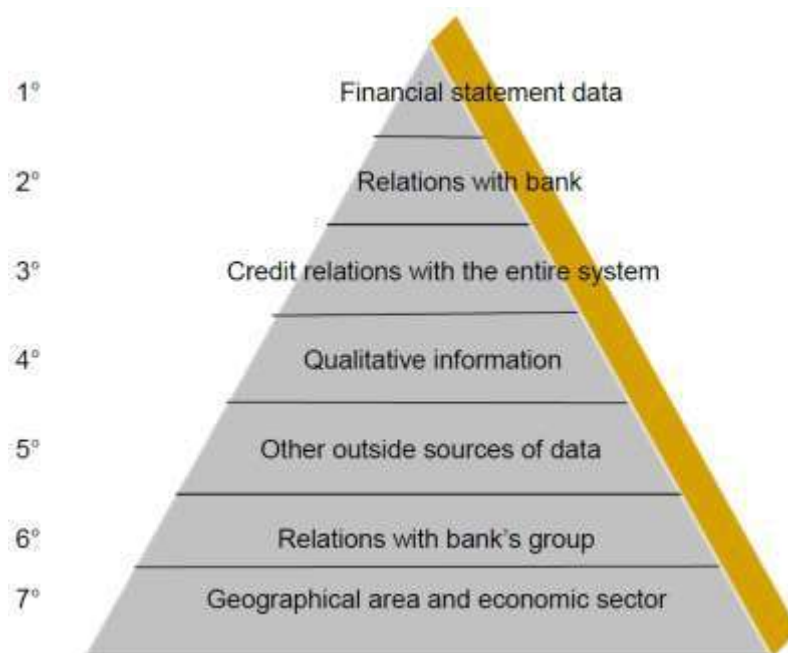 1° Financial statement data
2° Relations with bank
3° Credit relations with the entire system
4° Qualitative information
5° Other outside sources of data
6° Relations with bank's group
7° Geographical area and economic sector